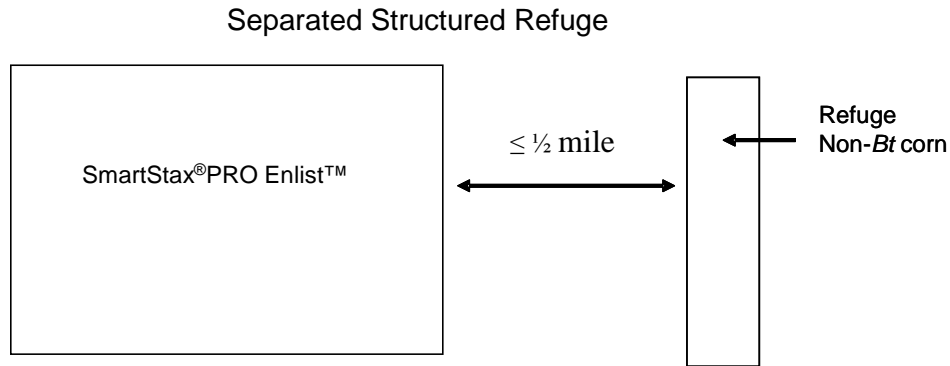 Separated Structured Refuge
SmartStax®PRO Enlist™
≤ ½ mile
Refuge
Non-Bt corn